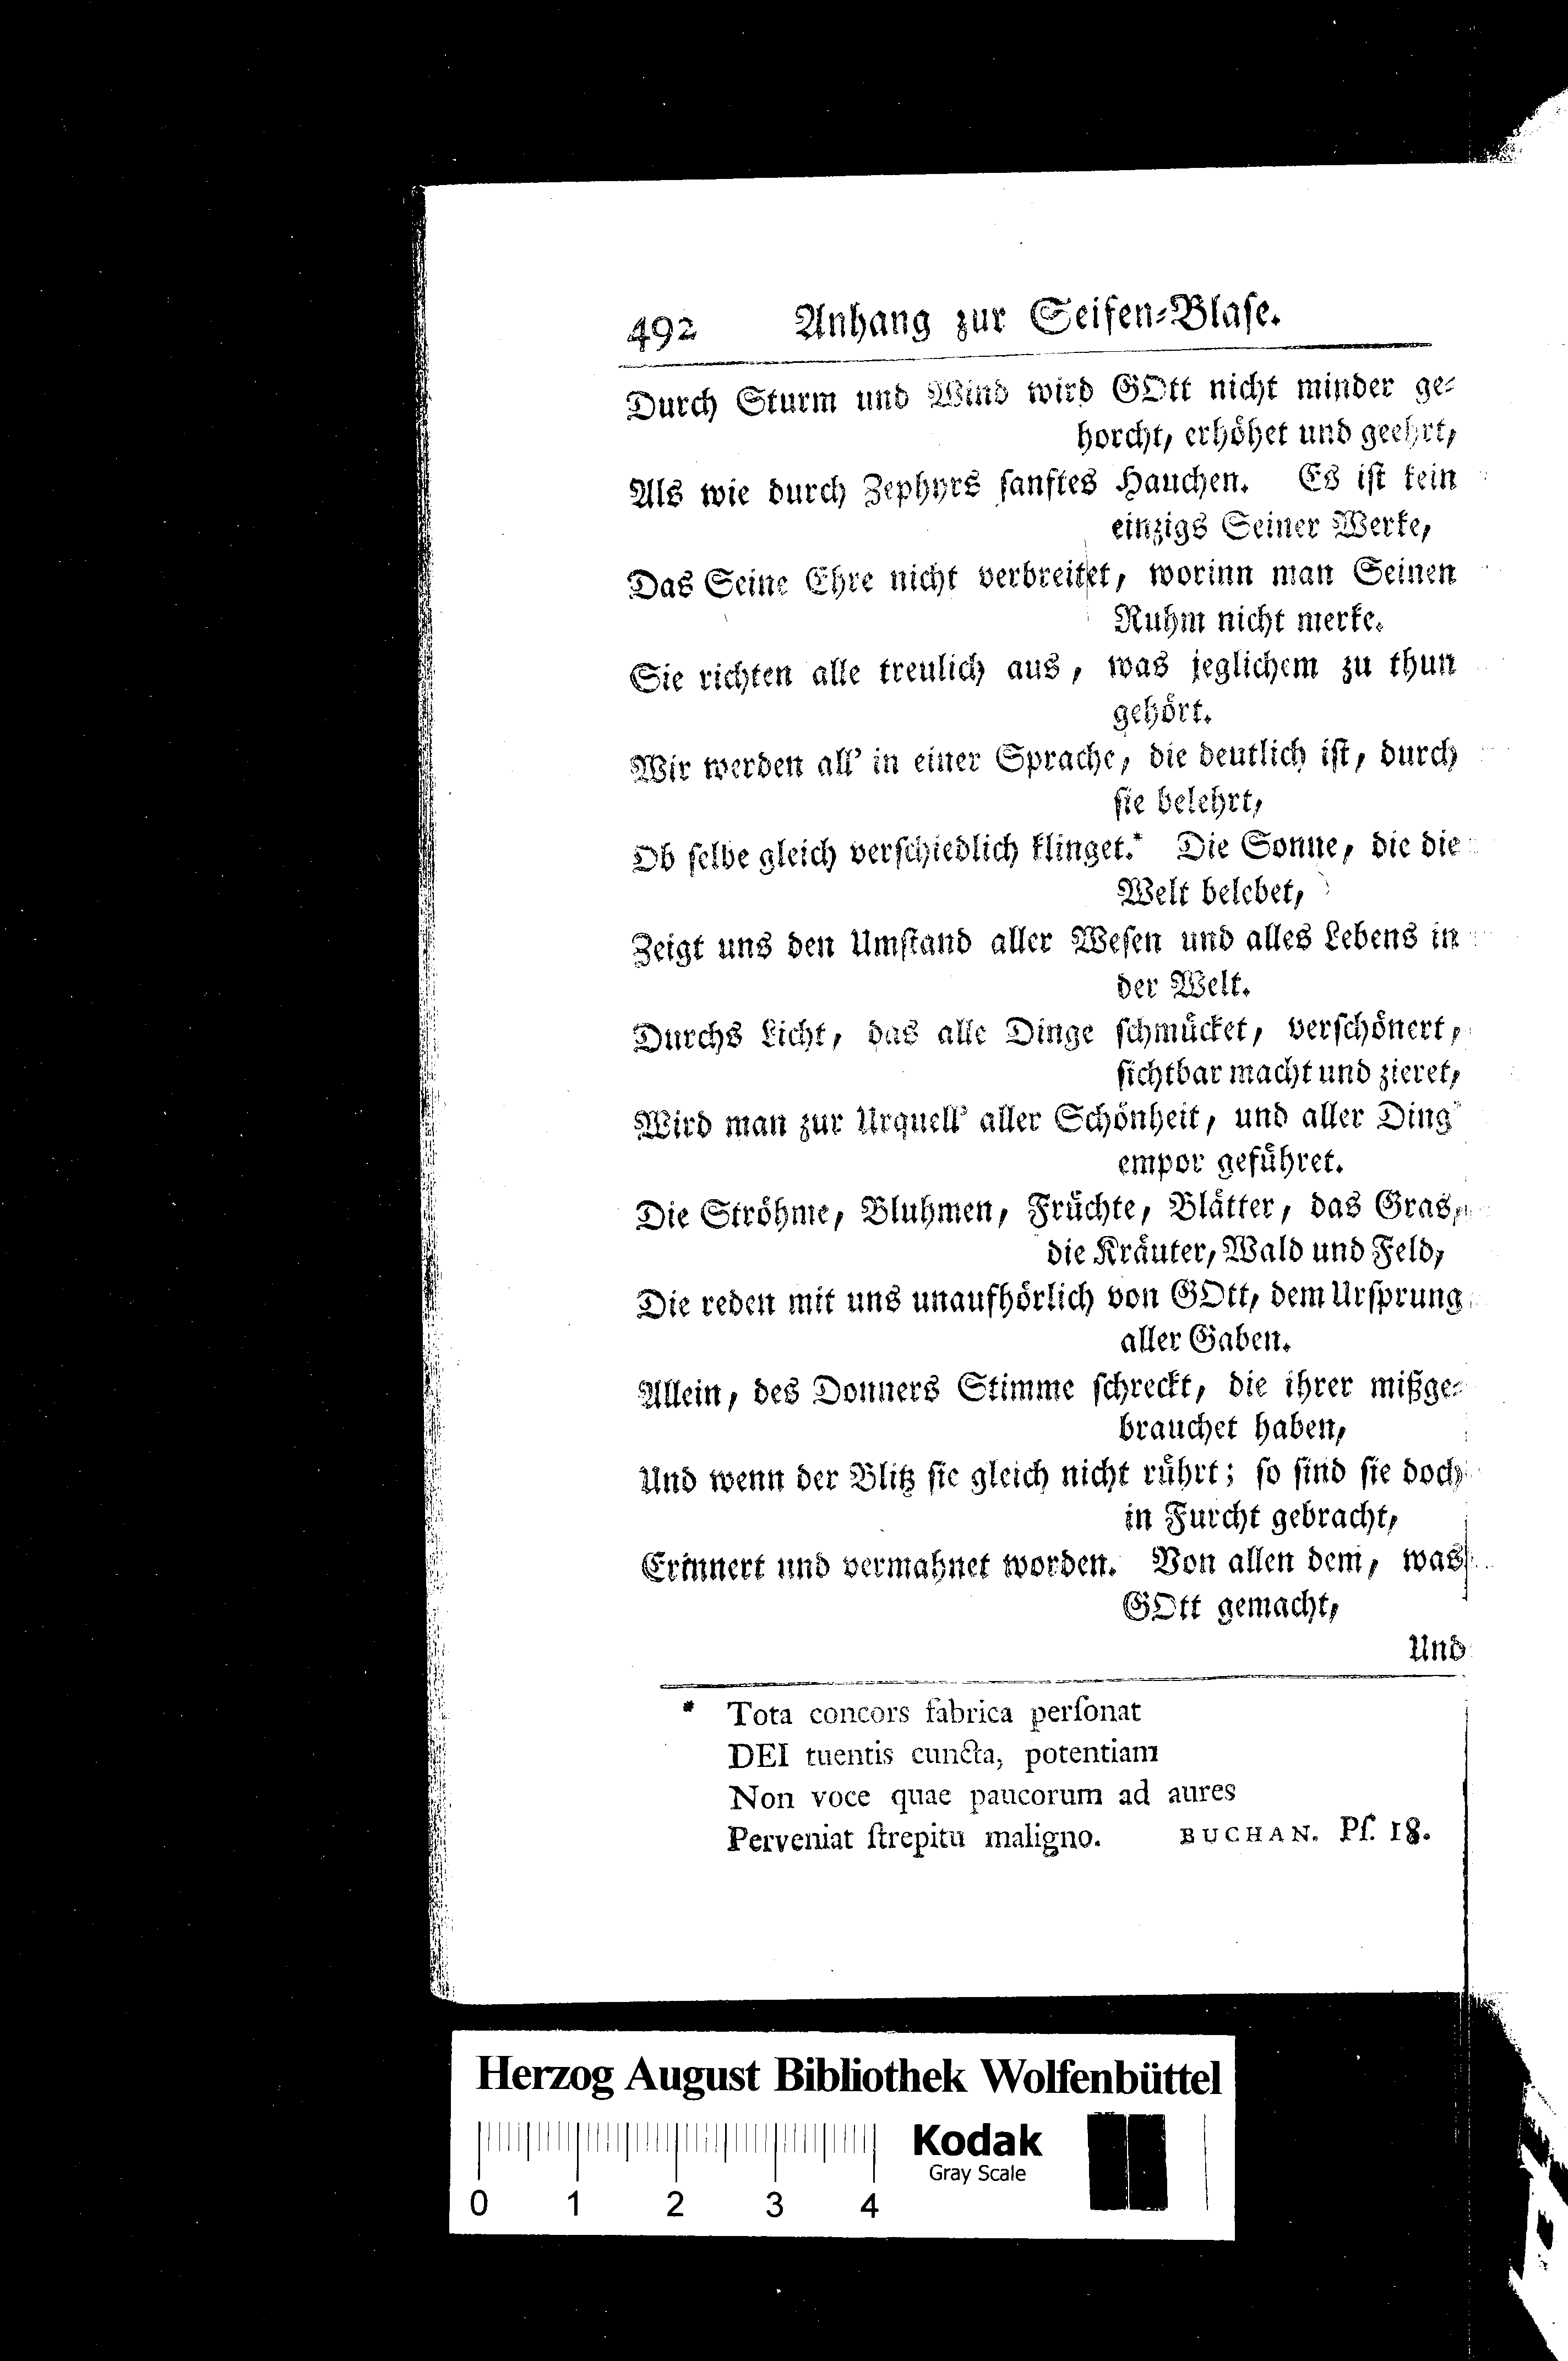 492 Anhang zur Seifen-Blase.
Durch Sturm und Wind wird GOtt nicht minder ge-
horcht, erhöhet und geehrt,
Als wie durch Zephyrs sanftes Hauchen. Es ist kein
einzigs Seiner Werke,
Das Seine Ehre nicht verbreitet, worinn man Seinen
Ruhm nicht merke.
Sie richten alle treulich aus, was jeglichem zu thun
gehört.
Wir werden all' in einer Sprache, die deutlich ist, durch
sie belehrt,
Ob selbe gleich verschiedlich klinget.* Die Sonne, die die
Welt belebet,
Zeigt uns den Umstand aller Wesen und alles Lebens in
der Welt.
Durchs Licht, das alle Dinge schmücket, verschönert,
sichtbar macht und zieret,
Wird man zur Urquell' aller Schönheit, und aller Ding'
empor geführet.
Die Ströhme, Bluhmen, Früchte, Blätter, das Gras,
die Kräuter, Wald und Feld,
Die reden mit uns unaufhörlich von GOtt, dem Ursprung
aller Gaben.
Allein, des Donners Stimme schreckt, die ihrer mißge-
brauchet haben,
Und wenn der Blitz sie gleich nicht rührt; so sind sie doch
in Furcht gebracht,
Erinnert und vermahnet worden. Von allen dem, was
GOtt gemacht,
Und
* Tota concors fabrica perſonat
DEI tuentis cuncta, potentiam
Non voce quae paucorum ad aures
Perveniat ſtrepitu maligno. BUCHAN. Pſ. 18.
Herzog August Bibliothek Wolfenbüttel
Kodak
Gray Scale
0 1 2 3 4